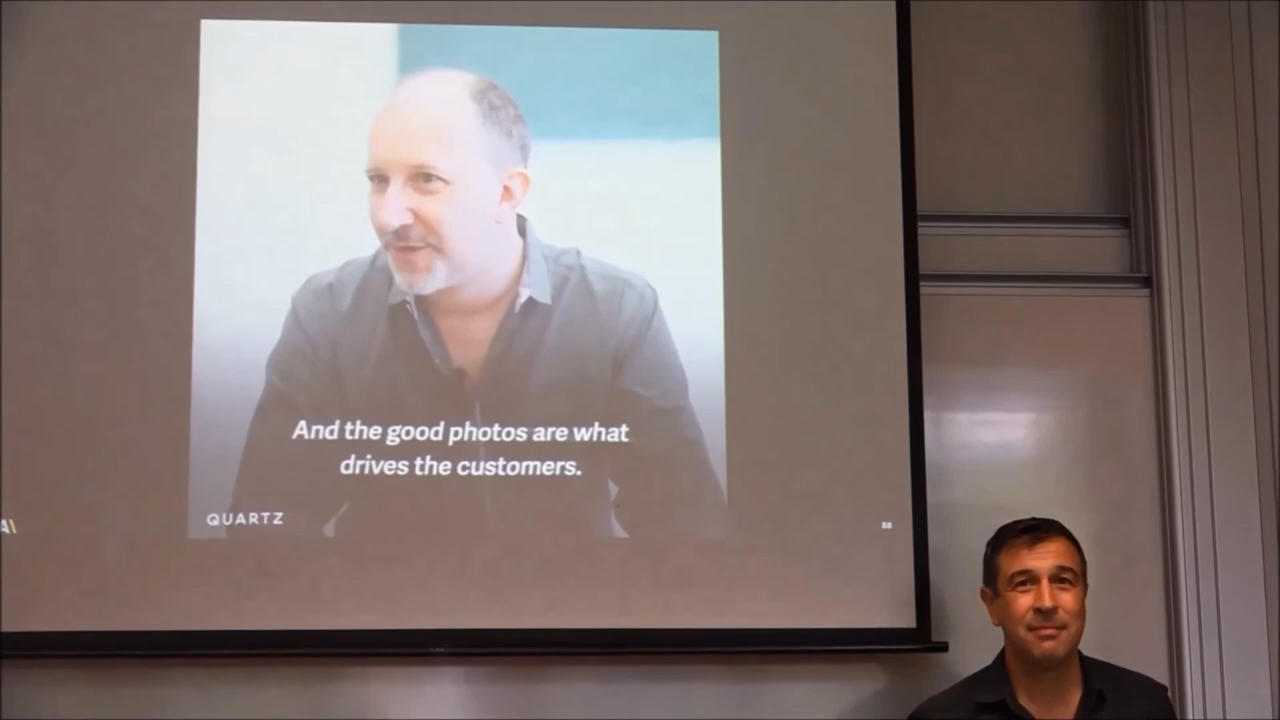 And the good photos are what
drives the customers.
QUARTZ